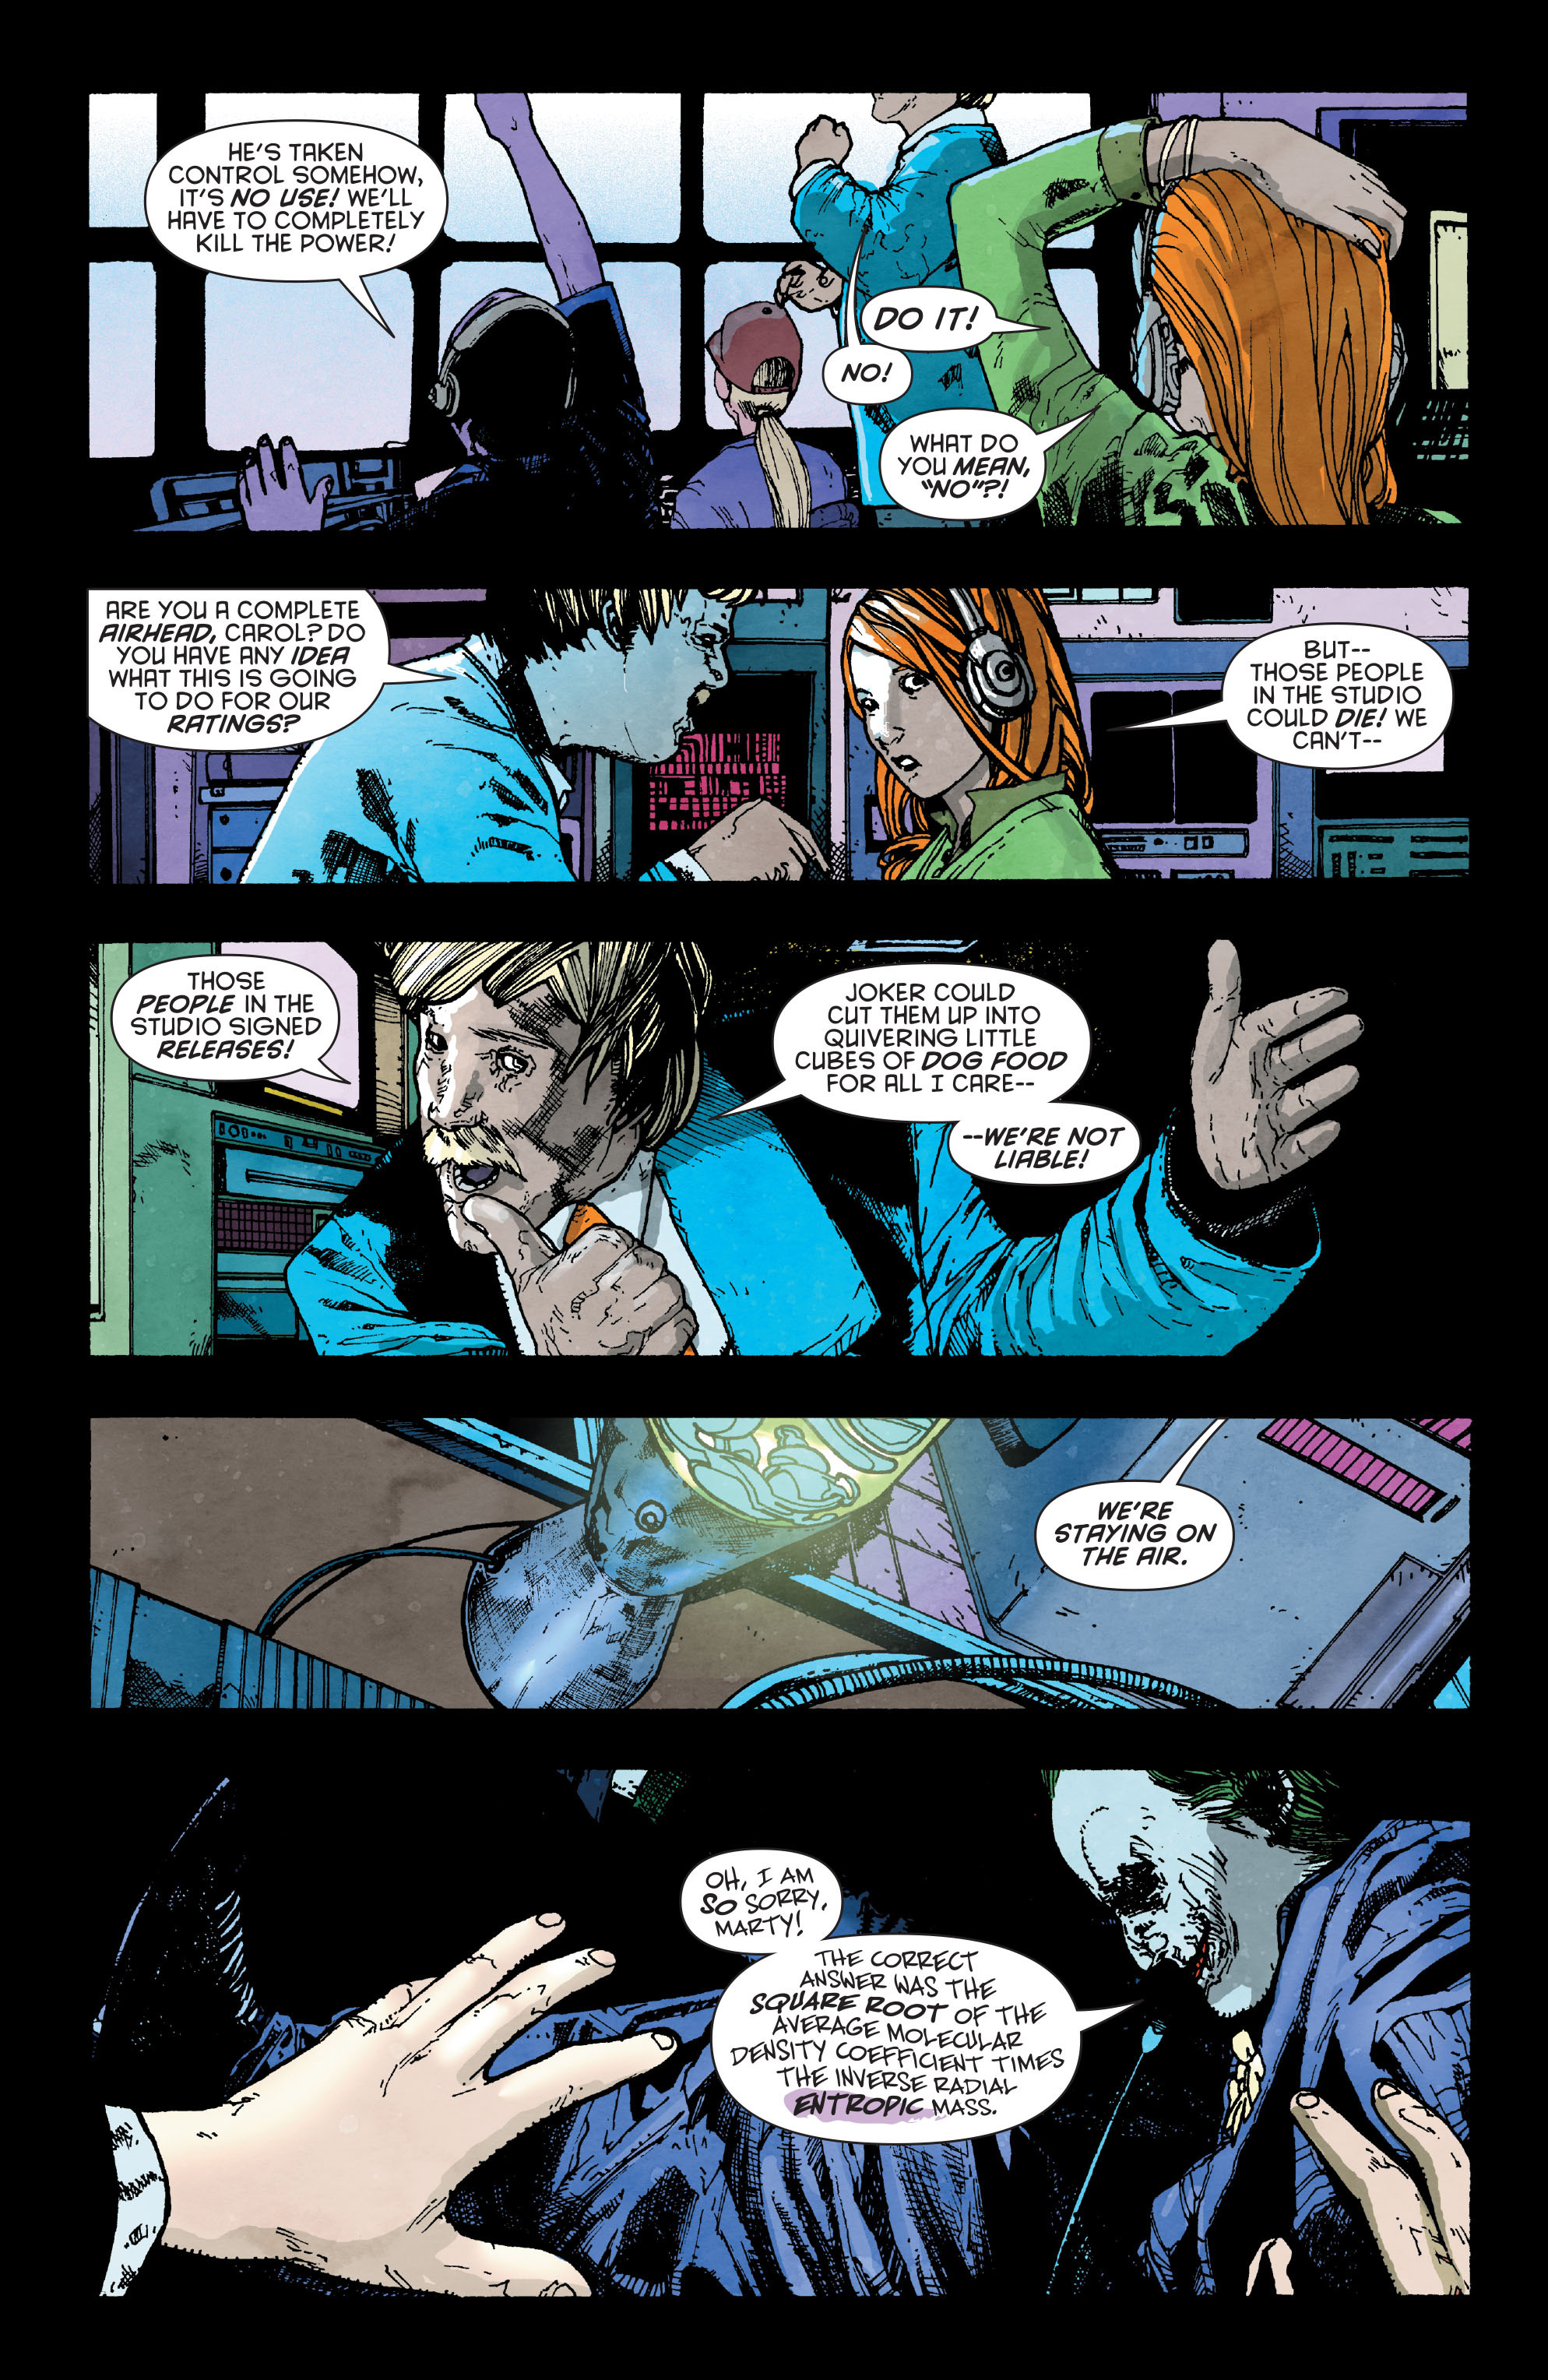 HE'S TAKEN
CONTROL SOMEHOW,
IT'S NO USE! WE'LL
HAVE TO COMPLETELY
KILL THE POWER!
DO IT!
NO!
WHAT DO
YOU MEAN,
"NO"?!
ARE YOU A COMPLETE
AIRHEAD, CAROL? DO
YOU HAVE ANY IDEA
WHAT THIS IS GOING
TO DO FOR OUR
RATINGS?
BUT--
THOSE PEOPLE
IN THE STUDIO
COULD DIE! WE
CAN'T--
THOSE
PEOPLE IN THE
STUDIO SIGNED
RELEASES!
JOKER COULD
CUT THEM UP INTO
QUIVERING LITTLE
CUBES OF DOG FOOD
FOR ALL I CARE--
--WE'RE NOT
LIABLE!
WE'RE
STAYING ON
THE AIR.
OH, I AM
SO SORRY,
MARTY!
THE CORRECT
ANSWER WAS THE
SQUARE ROOT OF THE
AVERAGE MOLECULAR
DENSITY COEFFICIENT TIMES
THE INVERSE RADIAL
ENTROPIC MASS.